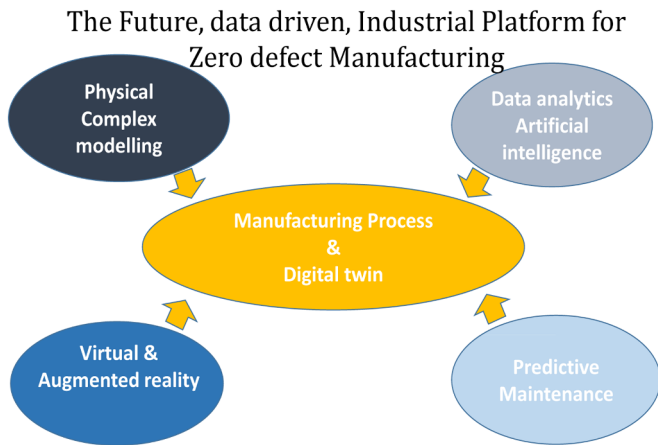 The Future, data driven, Industrial Platform for
Zero defect Manufacturing
Physical
Complex
modelling
Data analytics
Artificial
intelligence
Manufacturing Process
&
Digital twin
Virtual &
Augmented reality
Predictive
Maintenance